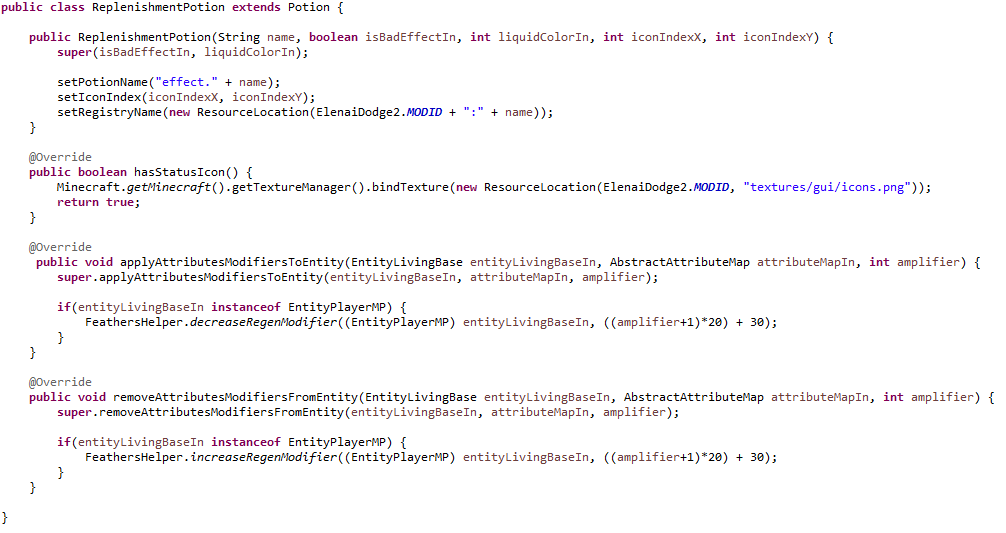 public class ReplenishmentPotion extends Potion {
public ReplenishmentPotion(String name, boolean isBadEffectIn, int liquidColorIn, int iconIndexX, int iconIndexY) {
super(isBadEffectIn, liquidColorIn);
setPotionName("effect." + name);
setIconIndex(iconIndexX, iconIndexY);
setRegistryName(new ResourceLocation(ElenaiDodge2.MODID + ":" + name));
}
@Override
public boolean hasStatusIcon() {
Minecraft.getMinecraft().getTextureManager().bindTexture(new ResourceLocation(ElenaiDodge2.MODID, "textures/gui/icons.png"));
return true;
}
@Override
public void applyAttributesModifiersToEntity(EntityLivingBase entityLivingBaseIn, AbstractAttributeMap attributeMapIn, int amplifier) {
super.applyAttributesModifiersToEntity(entityLivingBaseIn, attributeMapIn, amplifier);
if(entityLivingBaseIn instanceof EntityPlayerMP) {
FeathersHelper.decreaseRegenModifier((EntityPlayerMP) entityLivingBaseIn, ((amplifier+1)*20) + 30);
}
}
@Override
public void removeAttributesModifiersFromEntity(EntityLivingBase entityLivingBaseIn, AbstractAttributeMap attributeMapIn, int amplifier) {
super.removeAttributesModifiersFromEntity(entityLivingBaseIn, attributeMapIn, amplifier);
if(entityLivingBaseIn instanceof EntityPlayerMP) {
FeathersHelper.increaseRegenModifier((EntityPlayerMP) entityLivingBaseIn, ((amplifier+1)*20) + 30);
}
}
}